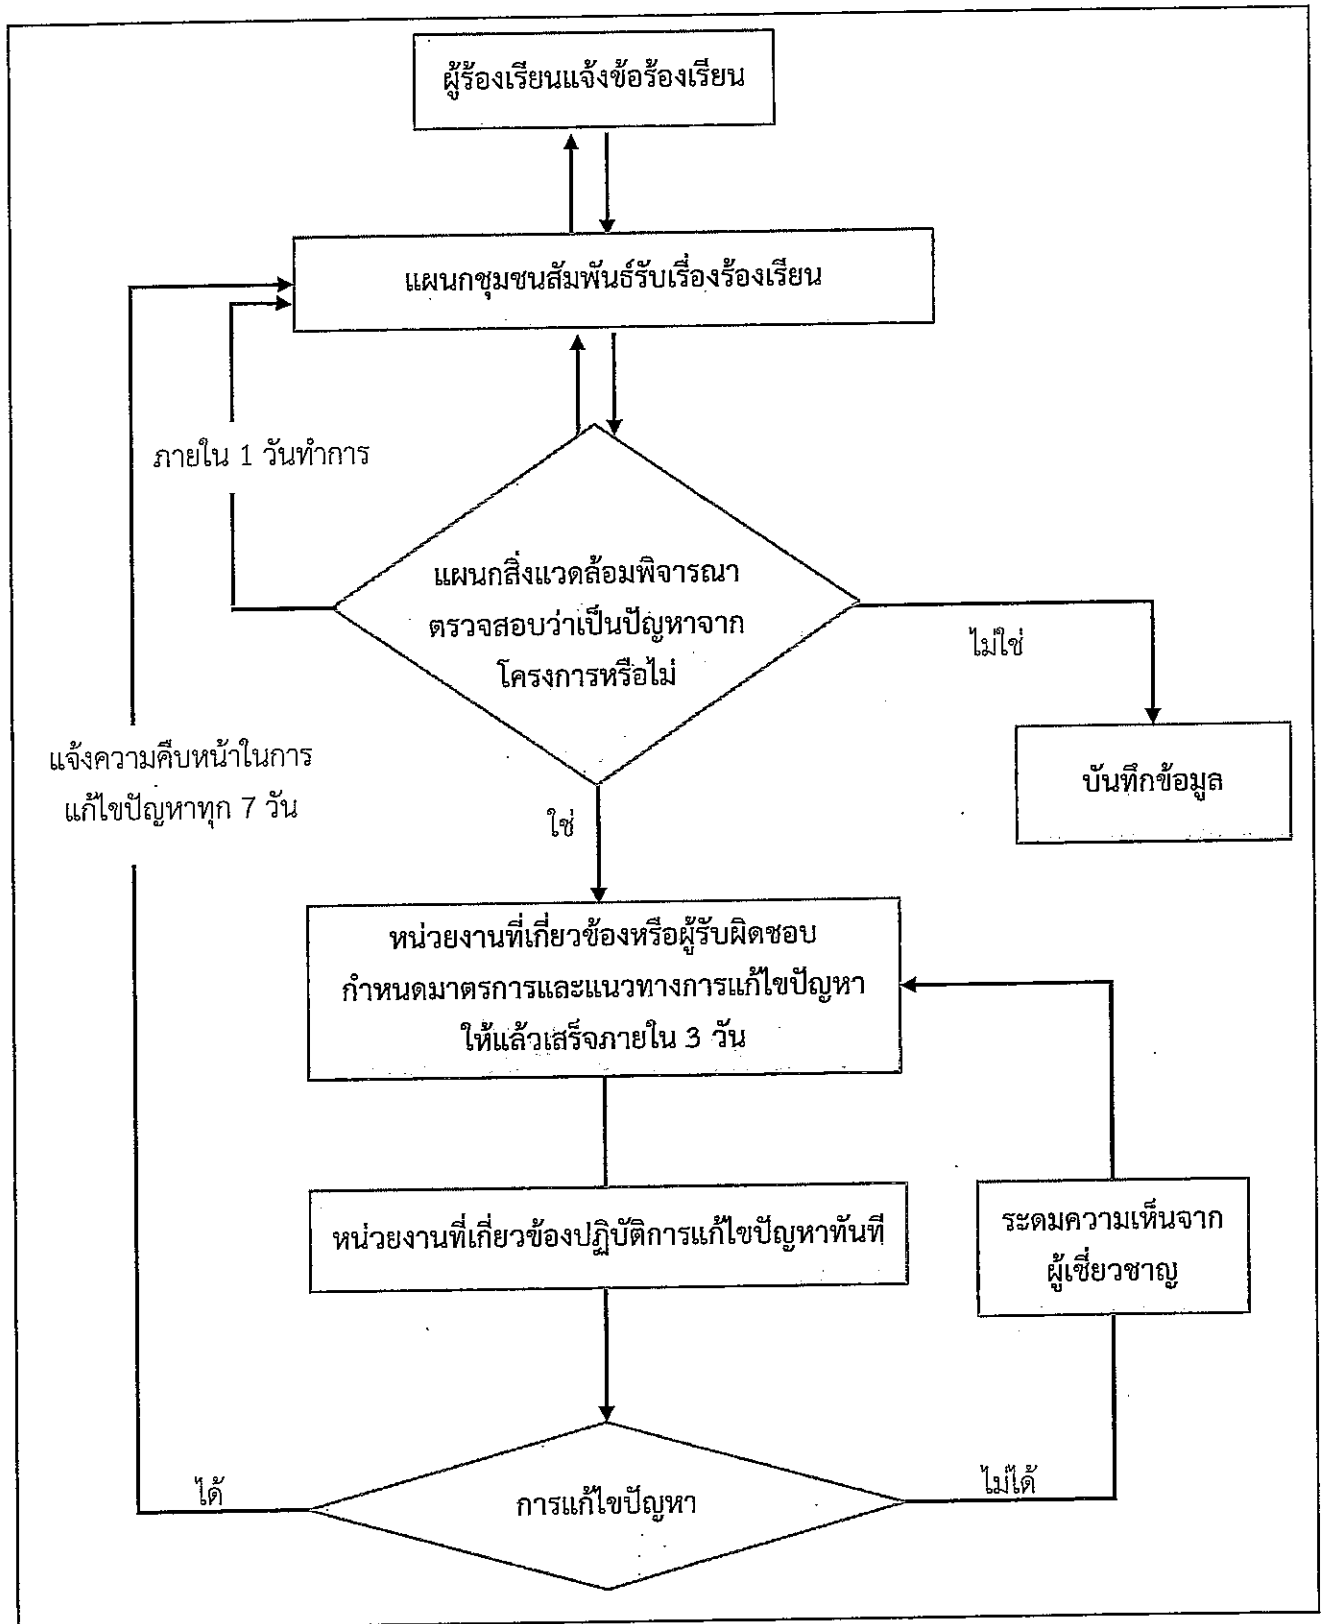 ผู้ร้องเรียนแจ้งข้อร้องเรียน
แผนกชุมชนสัมพันธ์รับเรื่องร้องเรียน
ภายใน 1 วันทำการ
แผนกสิ่งแวดล้อมพิจารณา
ตรวจสอบว่าเป็นปัญหาจาก
โครงการหรือไม่
ไม่ใช่
แจ้งความคืบหน้าในการ
แก้ไขปัญหาทุก 7 วัน
บันทึกข้อมูล
ใช่
หน่วยงานที่เกี่ยวข้องหรือผู้รับผิดชอบ
กำหนดมาตรการและแนวทางการแก้ไขปัญหา
ให้แล้วเสร็จภายใน 3 วัน
หน่วยงานที่เกี่ยวข้องปฏิบัติการแก้ไขปัญหาทันที
ระดมความเห็นจาก
ผู้เชี่ยวชาญ
ได้
การแก้ไขปัญหา
ไม่ได้